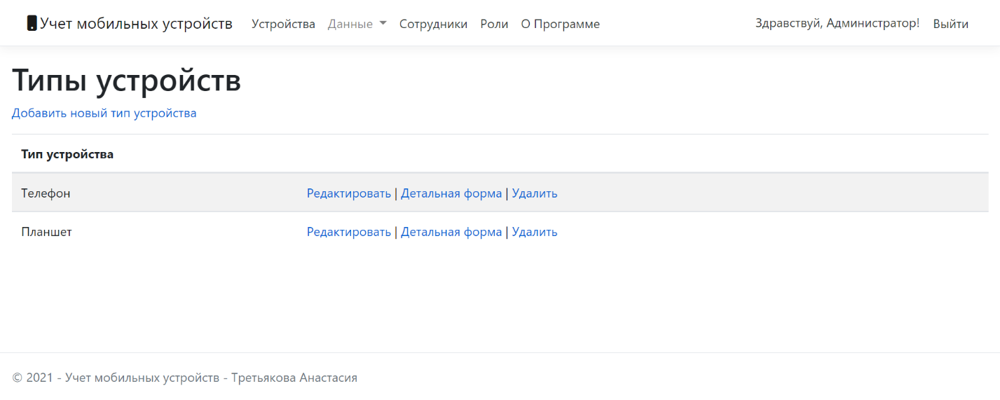 Учет мобильных устройств Устройства Данные Сотрудники Роли О Программе Здравствуй, Администратор! Выйти
Типы устройств
Добавить новый тип устройства
Тип устройства
Телефон Редактировать | Детальная форма | Удалить
Планшет Редактировать | Детальная форма | Удалить
© 2021 - Учет мобильных устройств - Третьякова Анастасия